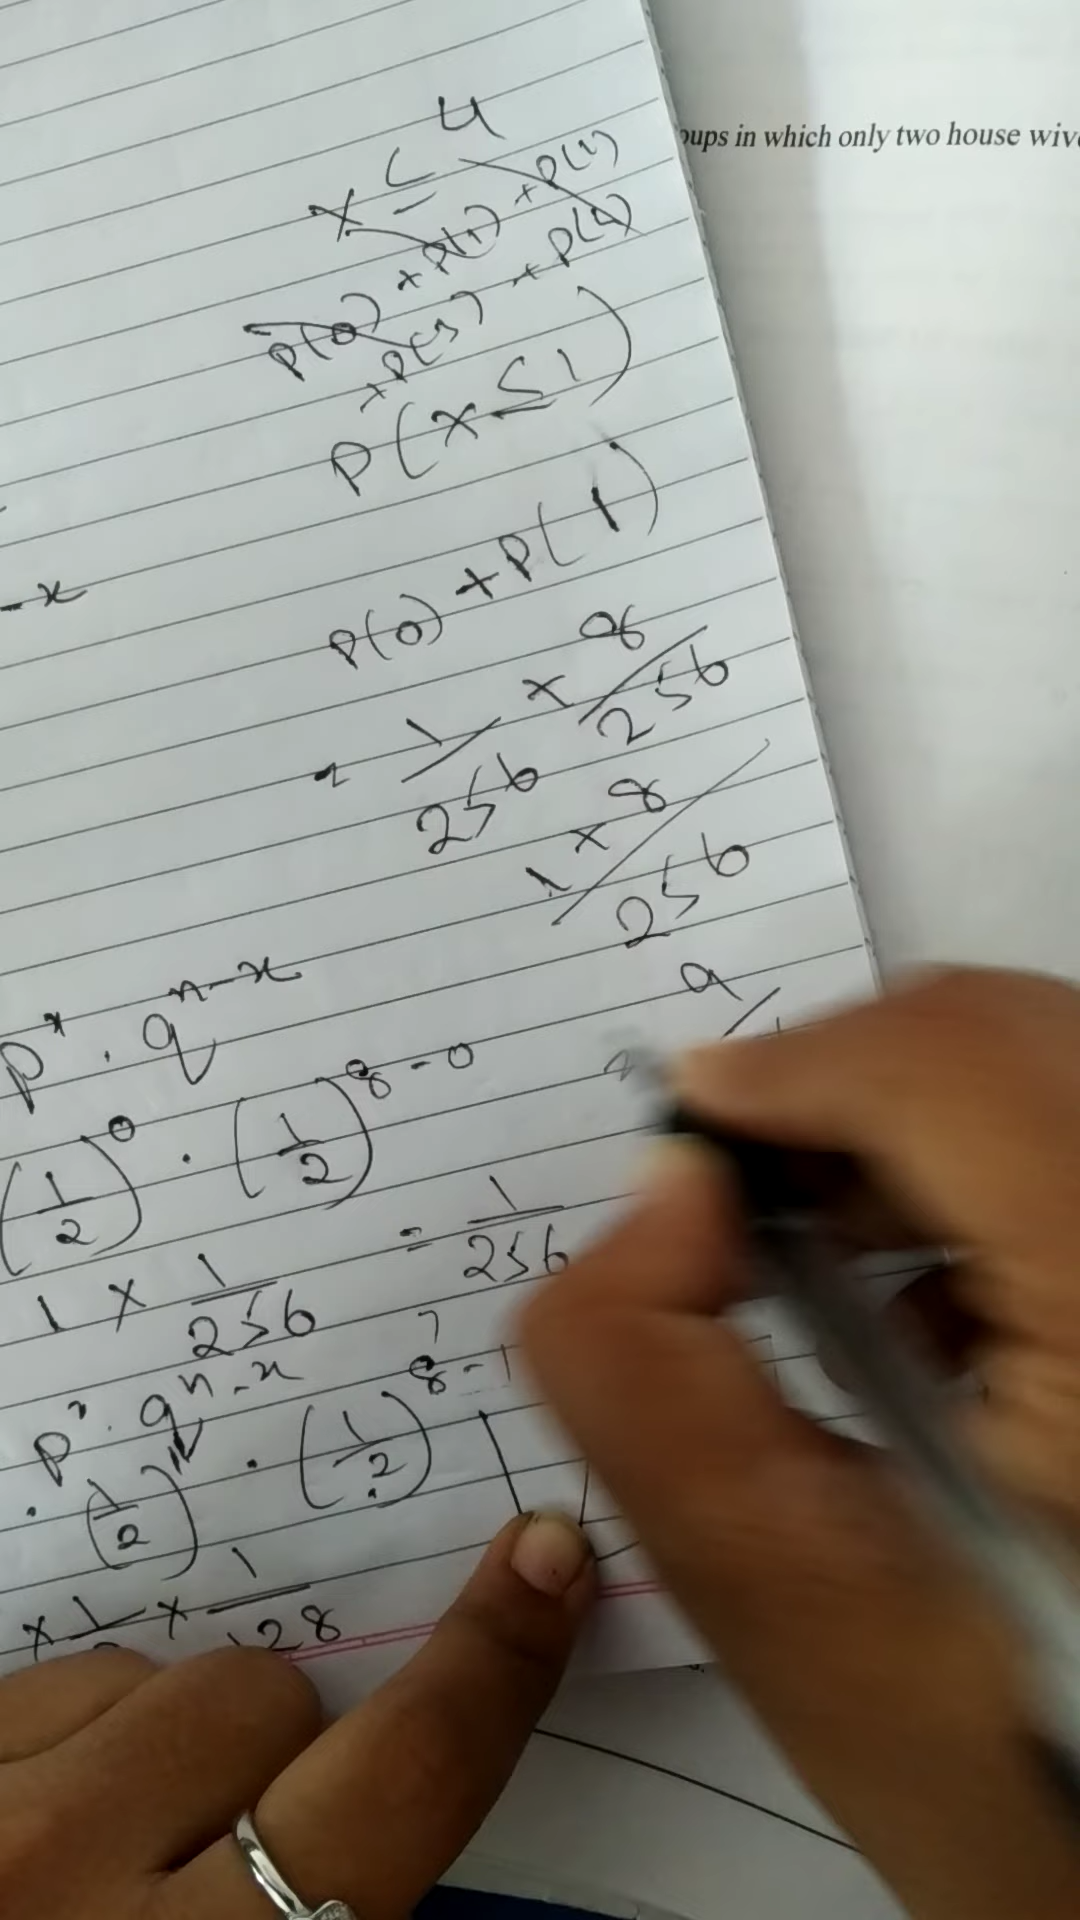 oups in which only two house wiv
x ≤ 4
P(0) + P(1) + P(2)
+ P(3) + P(4)
P(x ≤ 1)
- x
P(0) + P(1)
= 1/256 × 8/256
1 × 8/256
9/
p^x . q^n-x
(1/2)^0 . (1/2)^8-0
1 × 1/256 = 1/256
p^x . q^n-x
. (1/2)^1 . (1/2)^8-1 7
× 1/ × 1/128